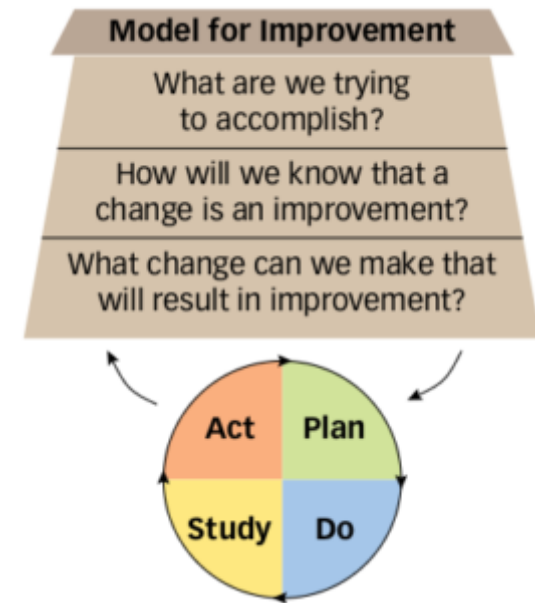 Model for Improvement
What are we trying
to accomplish?
How will we know that a
change is an improvement?
What change can we make that
will result in improvement?
Act
Plan
Study
Do